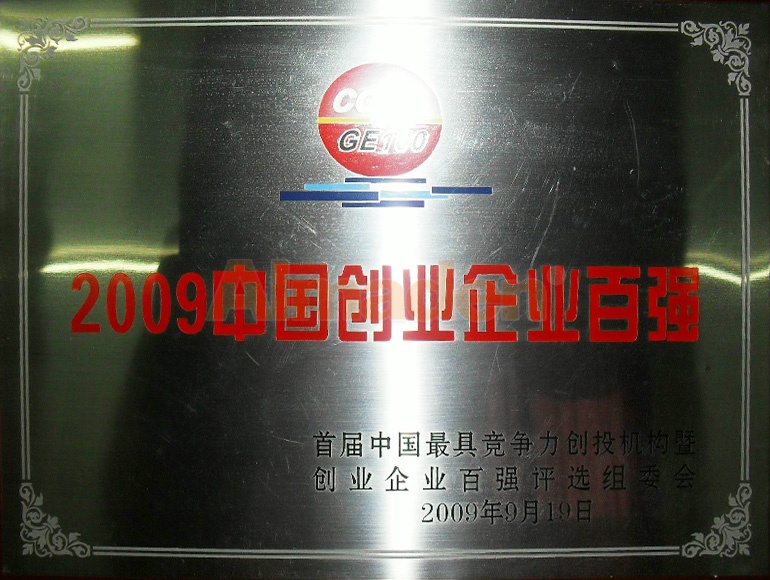 GE100
2009中国创业企业百强
首届中国最具竞争力创投机构暨
创业企业百强评选组委会
2009年9月19日